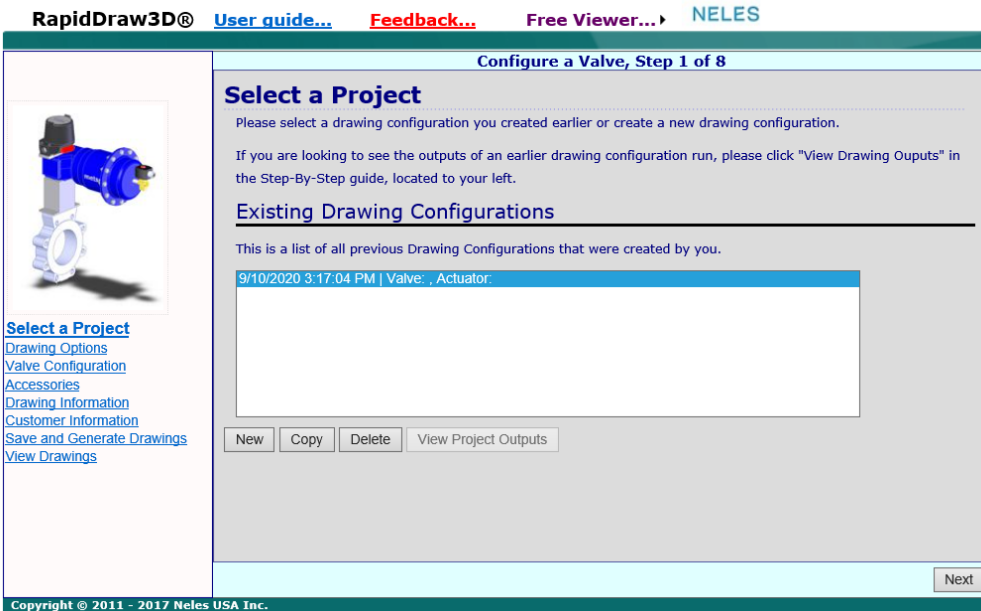 RapidDraw3D® User guide... Feedback... Free Viewer... NELES
Configure a Valve, Step 1 of 8
Select a Project
Please select a drawing configuration you created earlier or create a new drawing configuration.
If you are looking to see the outputs of an earlier drawing configuration run, please click "View Drawing Ouputs" in
the Step-By-Step guide, located to your left.
Existing Drawing Configurations
This is a list of all previous Drawing Configurations that were created by you.
9/10/2020 3:17:04 PM | Valve: , Actuator:
New Copy Delete View Project Outputs
Select a Project
Drawing Options
Valve Configuration
Accessories
Drawing Information
Customer Information
Save and Generate Drawings
View Drawings
Next
Copyright © 2011 - 2017 Neles USA Inc.